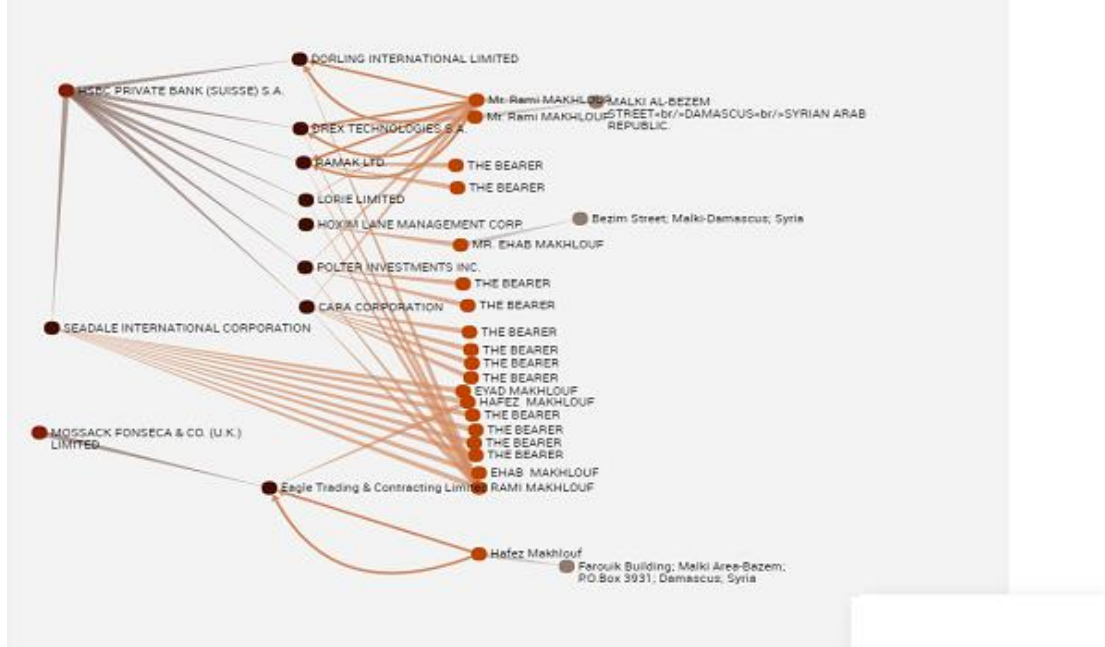 DORLING INTERNATIONAL LIMITED
HSBC PRIVATE BANK (SUISSE) S.A.
Mr. Rami MAKHLOUF
MALKI AL-BEZEM
STREET<br/>DAMASCUS<br/>SYRIAN ARAB
REPUBLIC.
Mr. Rami MAKHLOUF
DREX TECHNOLOGIES S.A.
RAMAK LTD.
THE BEARER
THE BEARER
LORIE LIMITED
HOXIM LANE MANAGEMENT CORP.
Bezim Street; Malki-Damascus; Syria
MR. EHAB MAKHLOUF
POLTER INVESTMENTS INC.
THE BEARER
CARA CORPORATION
THE BEARER
SEADALE INTERNATIONAL CORPORATION
THE BEARER
THE BEARER
THE BEARER
THE BEARER
EYAD MAKHLOUF
HAFEZ MAKHLOUF
THE BEARER
THE BEARER
MOSSACK FONSECA & CO. (U.K.)
LIMITED
THE BEARER
THE BEARER
EHAB MAKHLOUF
Eagle Trading & Contracting Limited
RAMI MAKHLOUF
Hafez Makhlouf
Farouik Building; Malki Area-Bazem;
P.O.Box 3931; Damascus; Syria